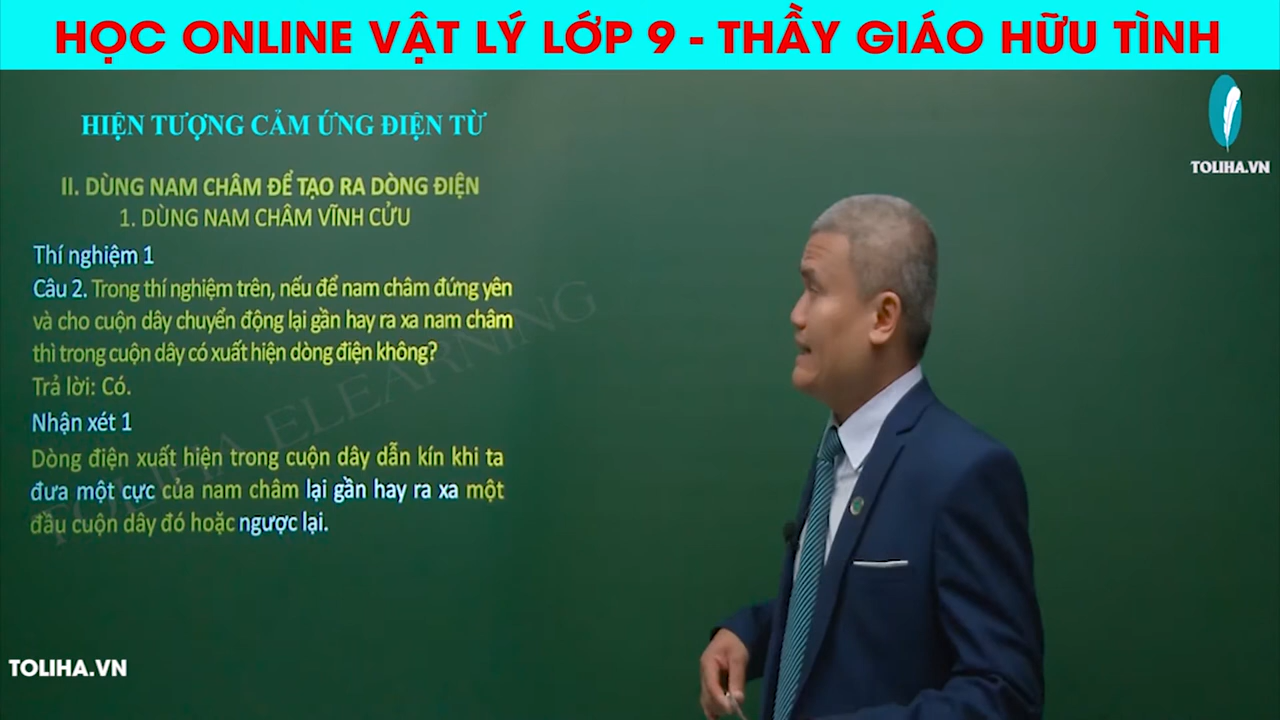 HỌC ONLINE VẬT LÝ LỚP 9 - THẦY GIÁO HỮU TÌNH
TOLIHA.VN
HIỆN TƯỢNG CẢM ỨNG ĐIỆN TỪ
II. DÙNG NAM CHÂM ĐỂ TẠO RA DÒNG ĐIỆN
1. DÙNG NAM CHÂM VĨNH CỬU
Thí nghiệm 1
Câu 2. Trong thí nghiệm trên, nếu để nam châm đứng yên
và cho cuộn dây chuyển động lại gần hay ra xa nam châm
thì trong cuộn dây có xuất hiện dòng điện không?
Trả lời: Có.
Nhận xét 1
Dòng điện xuất hiện trong cuộn dây dẫn kín khi ta
đưa một cực của nam châm lại gần hay ra xa một
đầu cuộn dây đó hoặc ngược lại.
TOLIHA ELEARNING
TOLIHA.VN